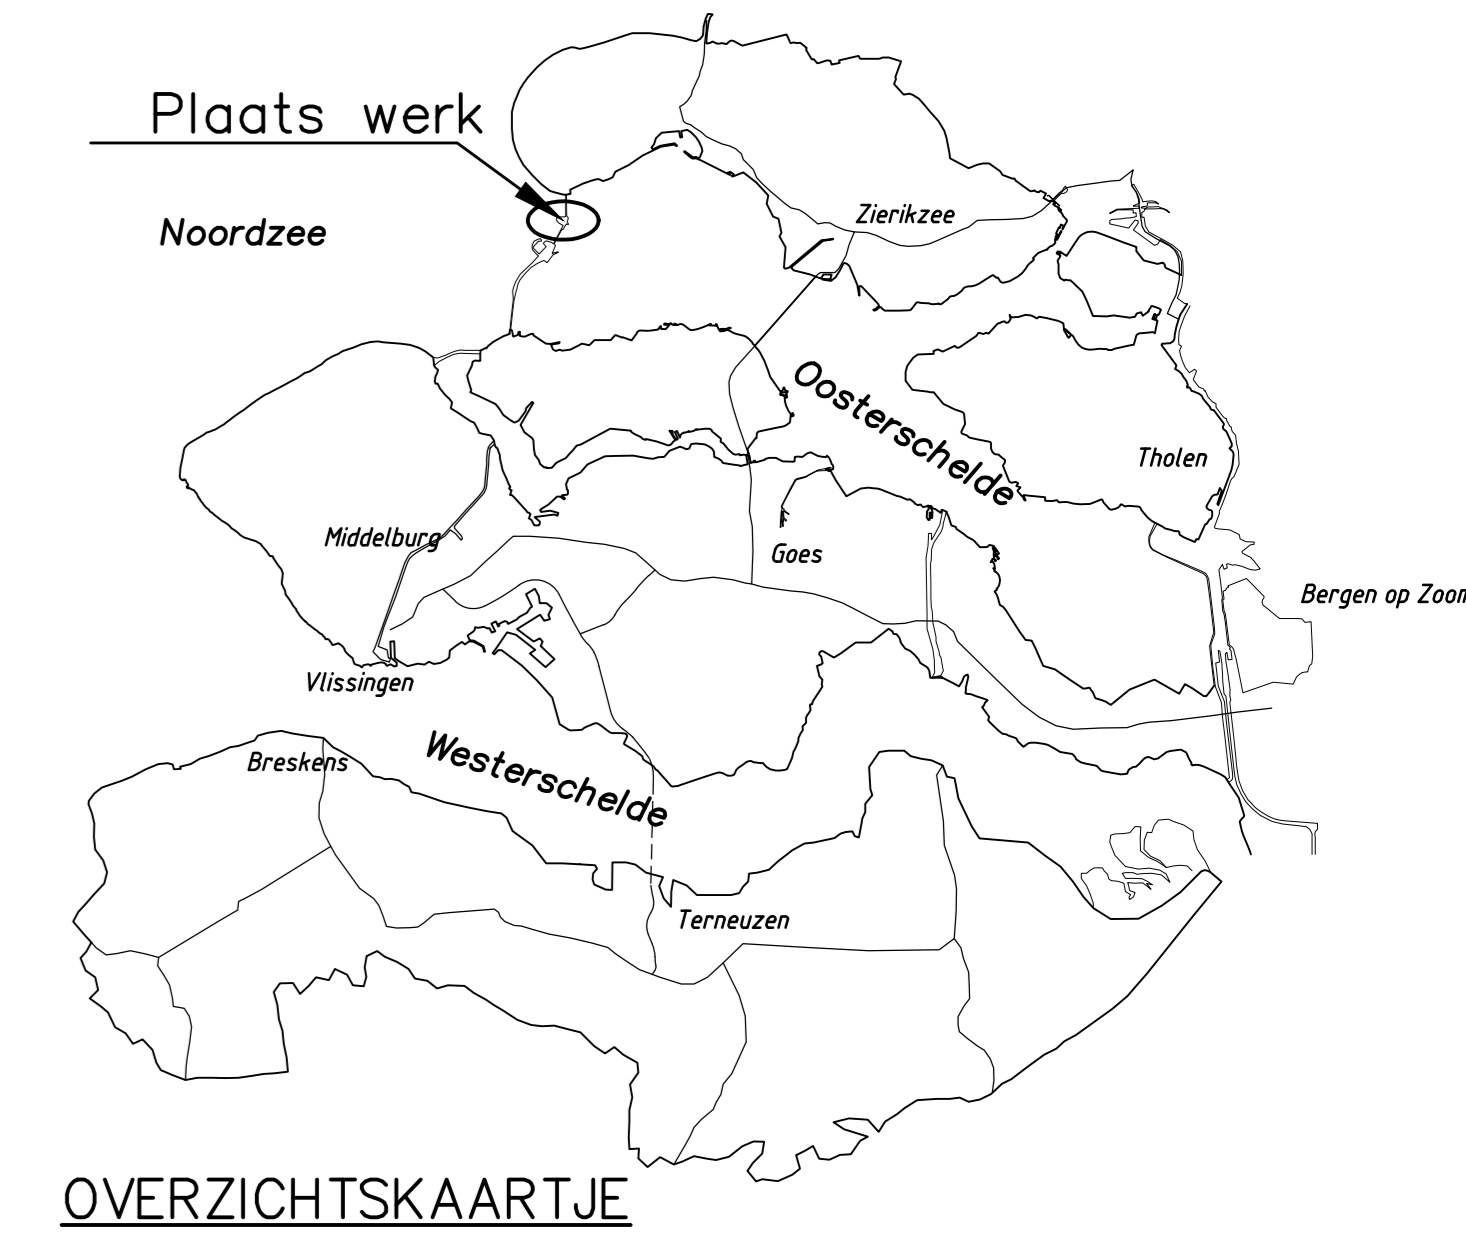 Plaats werk
Noordzee
Zierikzee
Oosterschelde
Tholen
Middelburg
Goes
Bergen op Zoom
Vlissingen
Westerschelde
Breskens
Terneuzen
OVERZICHTSKAARTJE